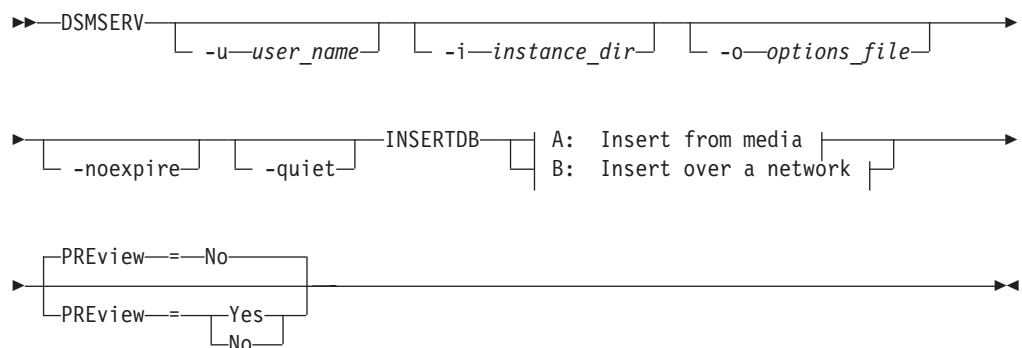 DSMSERV
-u user_name -i instance_dir -o options_file
-noexpire -quiet INSERTDB A: Insert from media
B: Insert over a network
PREview = No
PREview = Yes
No